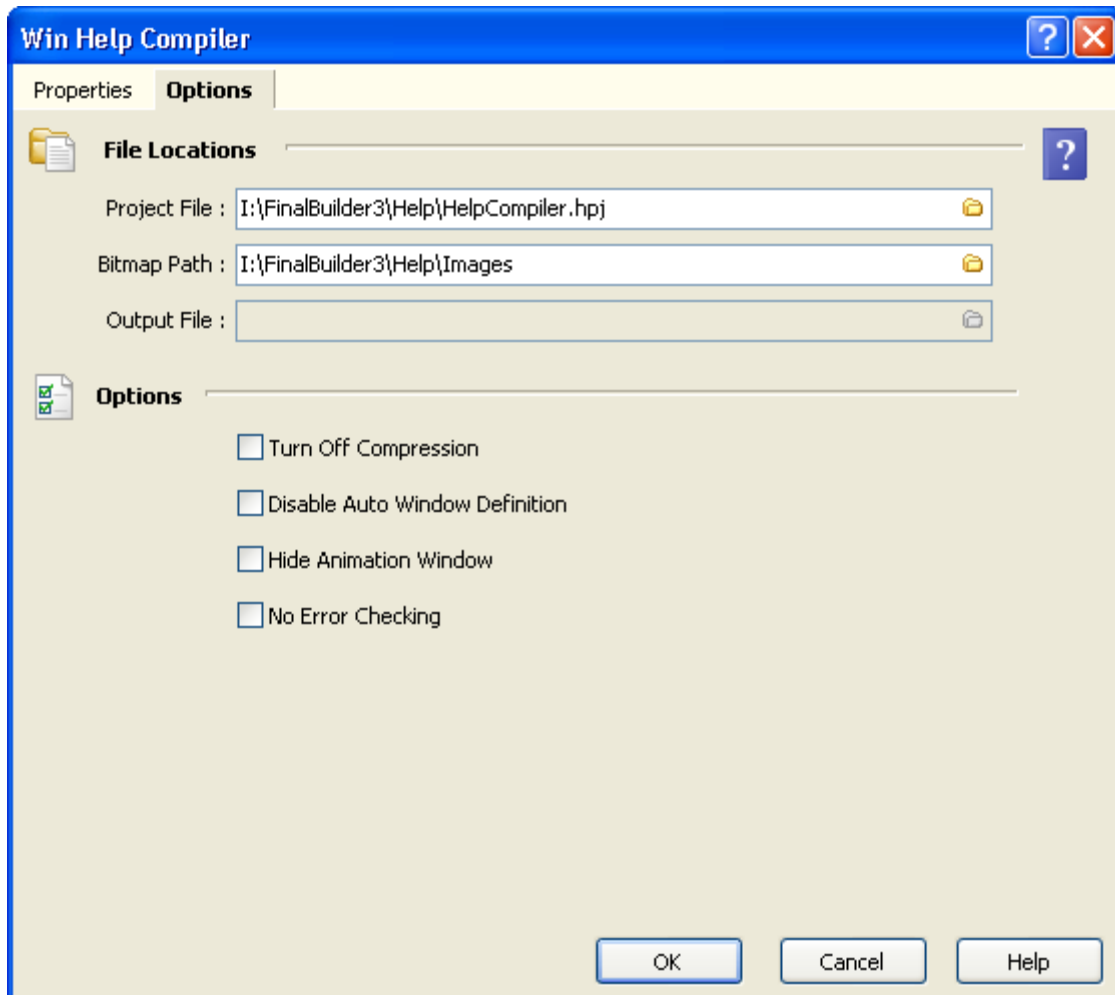 Win Help Compiler
Properties Options
File Locations
Project File : I:\FinalBuilder3\Help\HelpCompiler.hpj
Bitmap Path : I:\FinalBuilder3\Help\Images
Output File :
Options
Turn Off Compression
Disable Auto Window Definition
Hide Animation Window
No Error Checking
OK Cancel Help